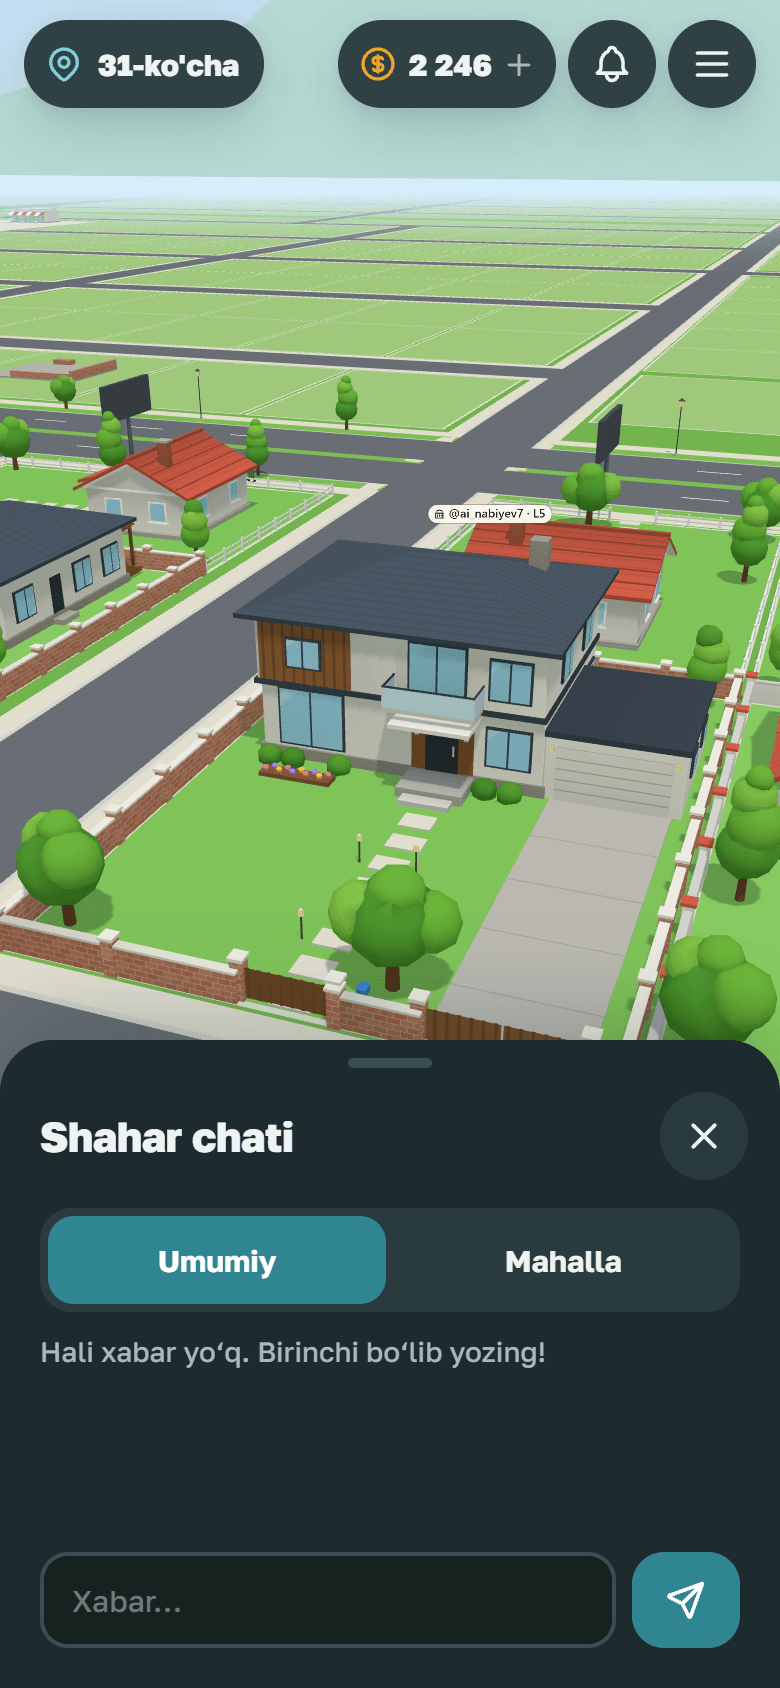 31-ko'cha
2 246
@ai_nabiyev7 · L5
Shahar chati
Umumiy
Mahalla
Hali xabar yo‘q. Birinchi bo‘lib yozing!
Xabar...